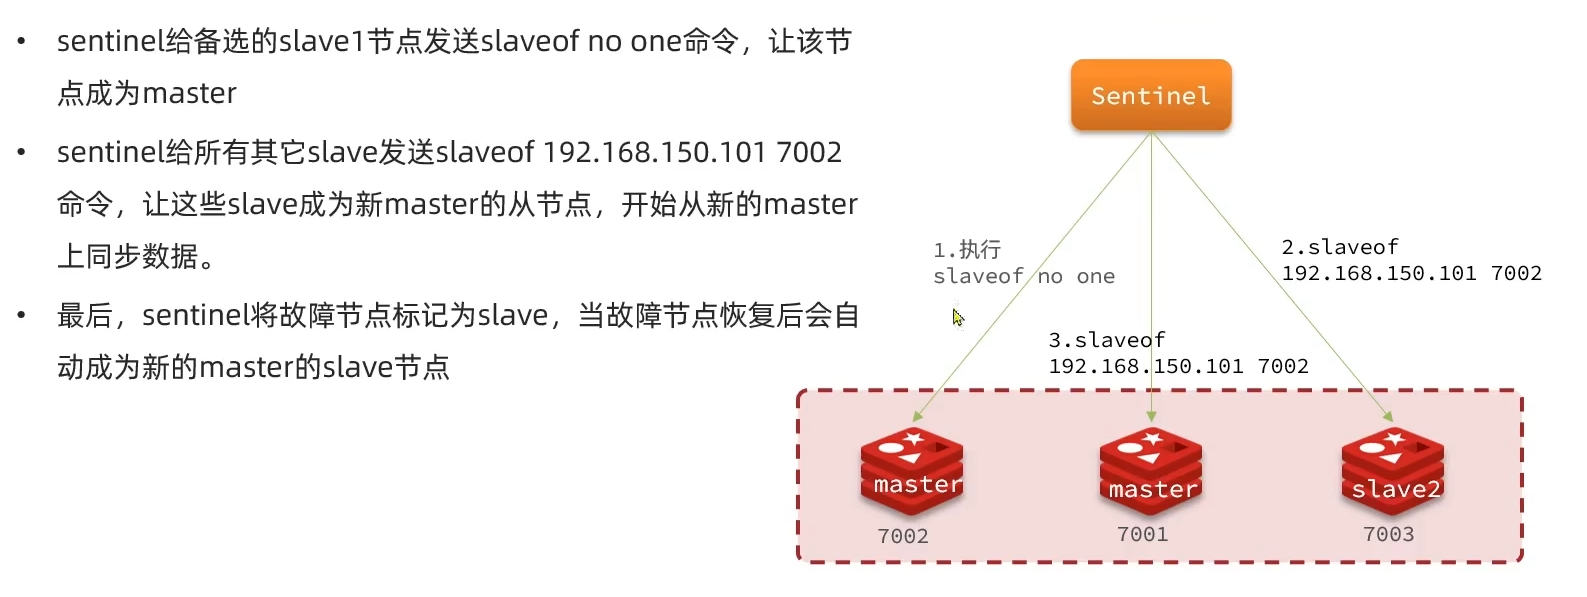 • sentinel给备选的slave1节点发送slaveof no one命令，让该节
点成为master
• sentinel给所有其它slave发送slaveof 192.168.150.101 7002
命令，让这些slave成为新master的从节点，开始从新的master
上同步数据。
• 最后，sentinel将故障节点标记为slave，当故障节点恢复后会自
动成为新的master的slave节点
Sentinel
1.执行
slaveof no one
2.slaveof
192.168.150.101 7002
3.slaveof
192.168.150.101 7002
master
master
slave2
7002
7001
7003